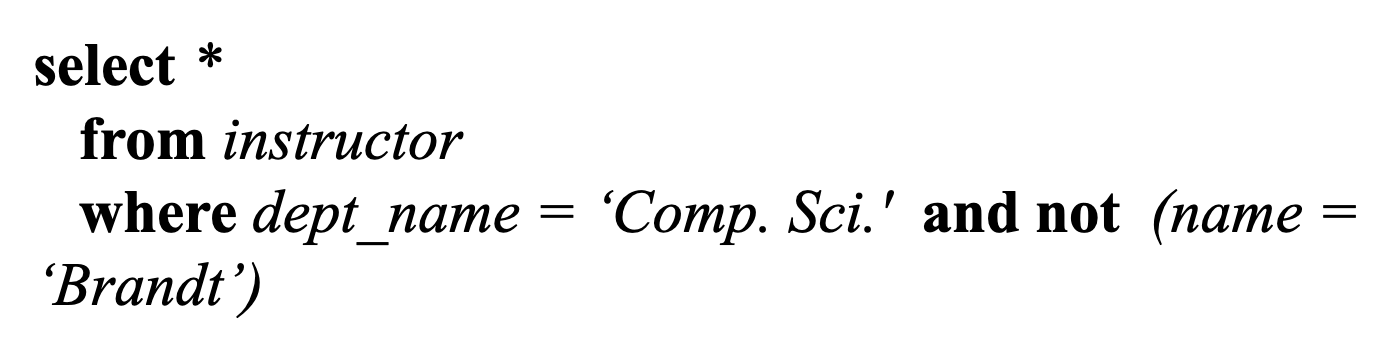 select *
from instructor
where dept_name = ‘Comp. Sci.' and not (name =
‘Brandt’)